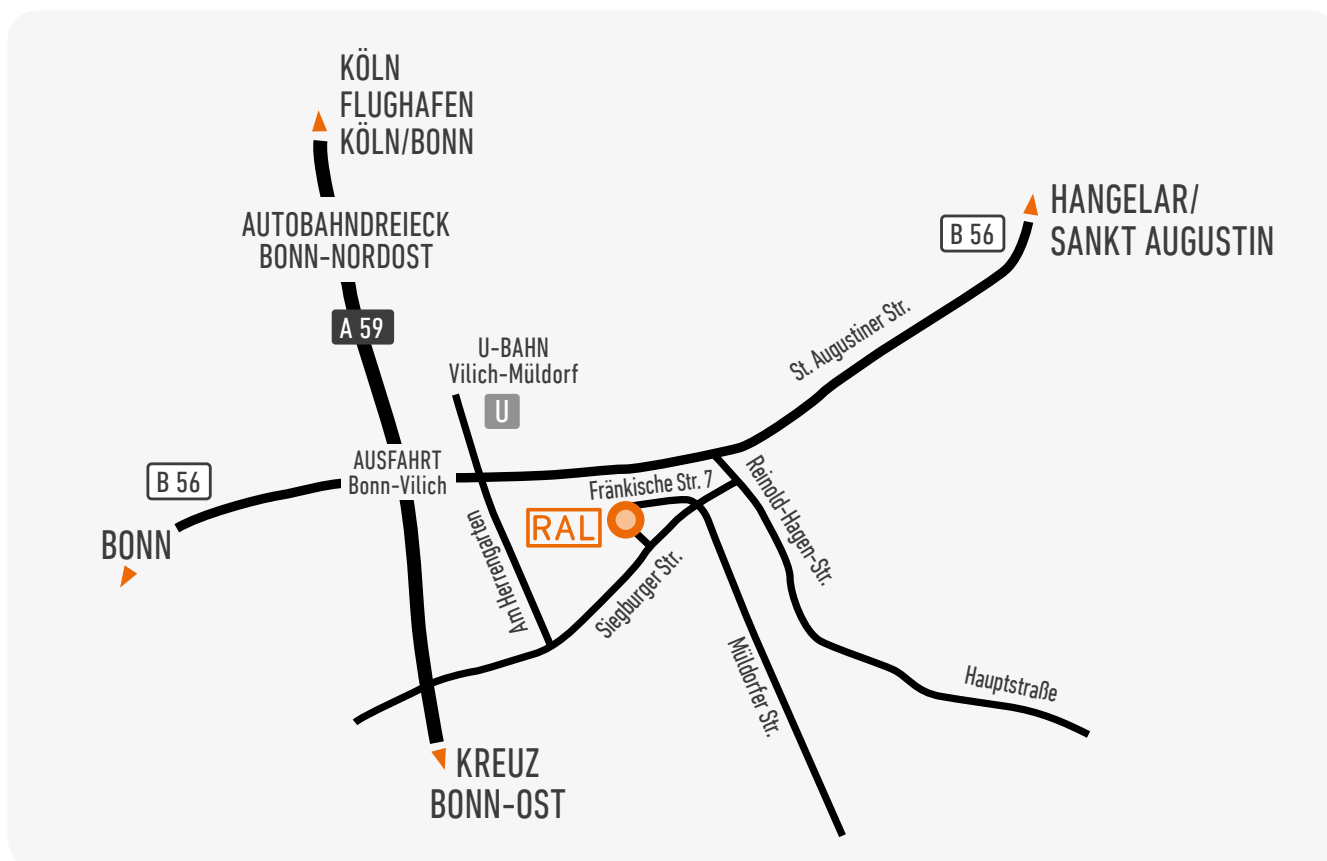 KÖLN
FLUGHAFEN
KÖLN/BONN
AUTOBAHNDREIECK
BONN-NORDOST
HANGELAR/
SANKT AUGUSTIN
B 56
A 59
St. Augustiner Str.
U-BAHN
Vilich-Müldorf
U
AUSFAHRT
Bonn-Vilich
B 56
BONN
Fränkische Str. 7
RAL
Reinold-Hagen-Str.
Am Herrengarten
Siegburger Str.
Müldorfer Str.
Hauptstraße
KREUZ
BONN-OST